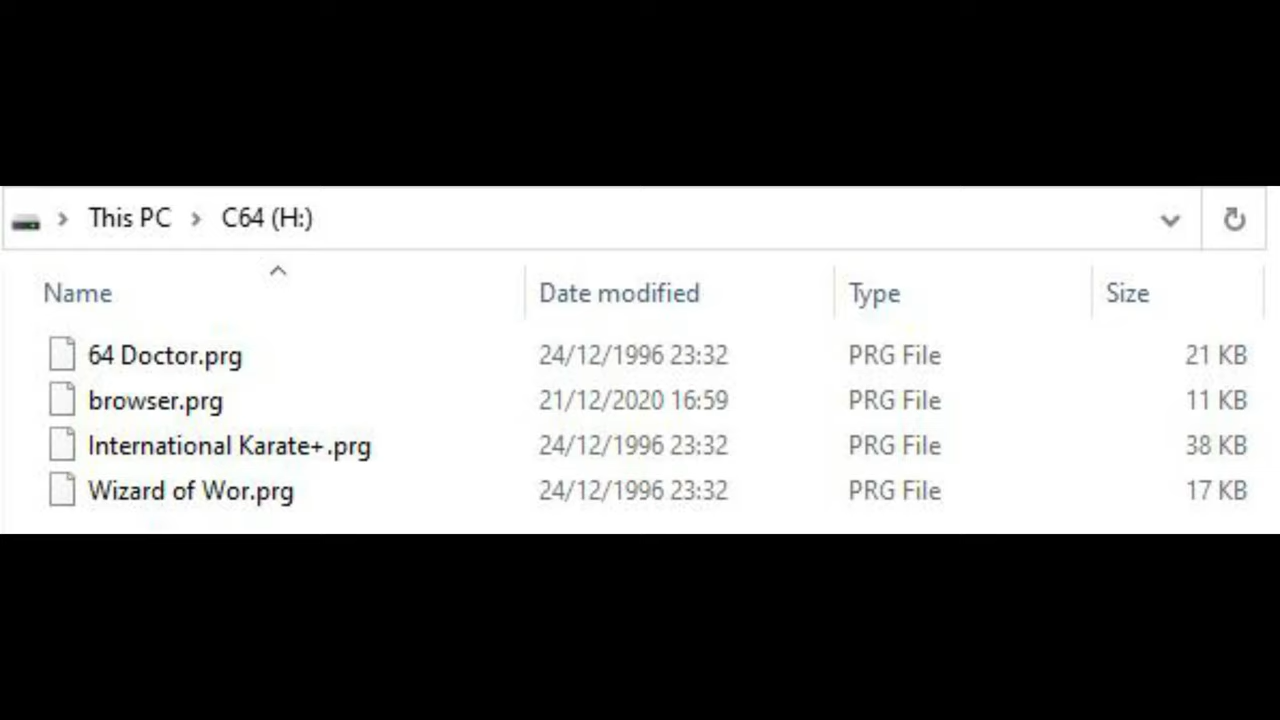 This PC > C64 (H:)
Name Date modified Type Size
64 Doctor.prg 24/12/1996 23:32 PRG File 21 KB
browser.prg 21/12/2020 16:59 PRG File 11 KB
International Karate+.prg 24/12/1996 23:32 PRG File 38 KB
Wizard of Wor.prg 24/12/1996 23:32 PRG File 17 KB